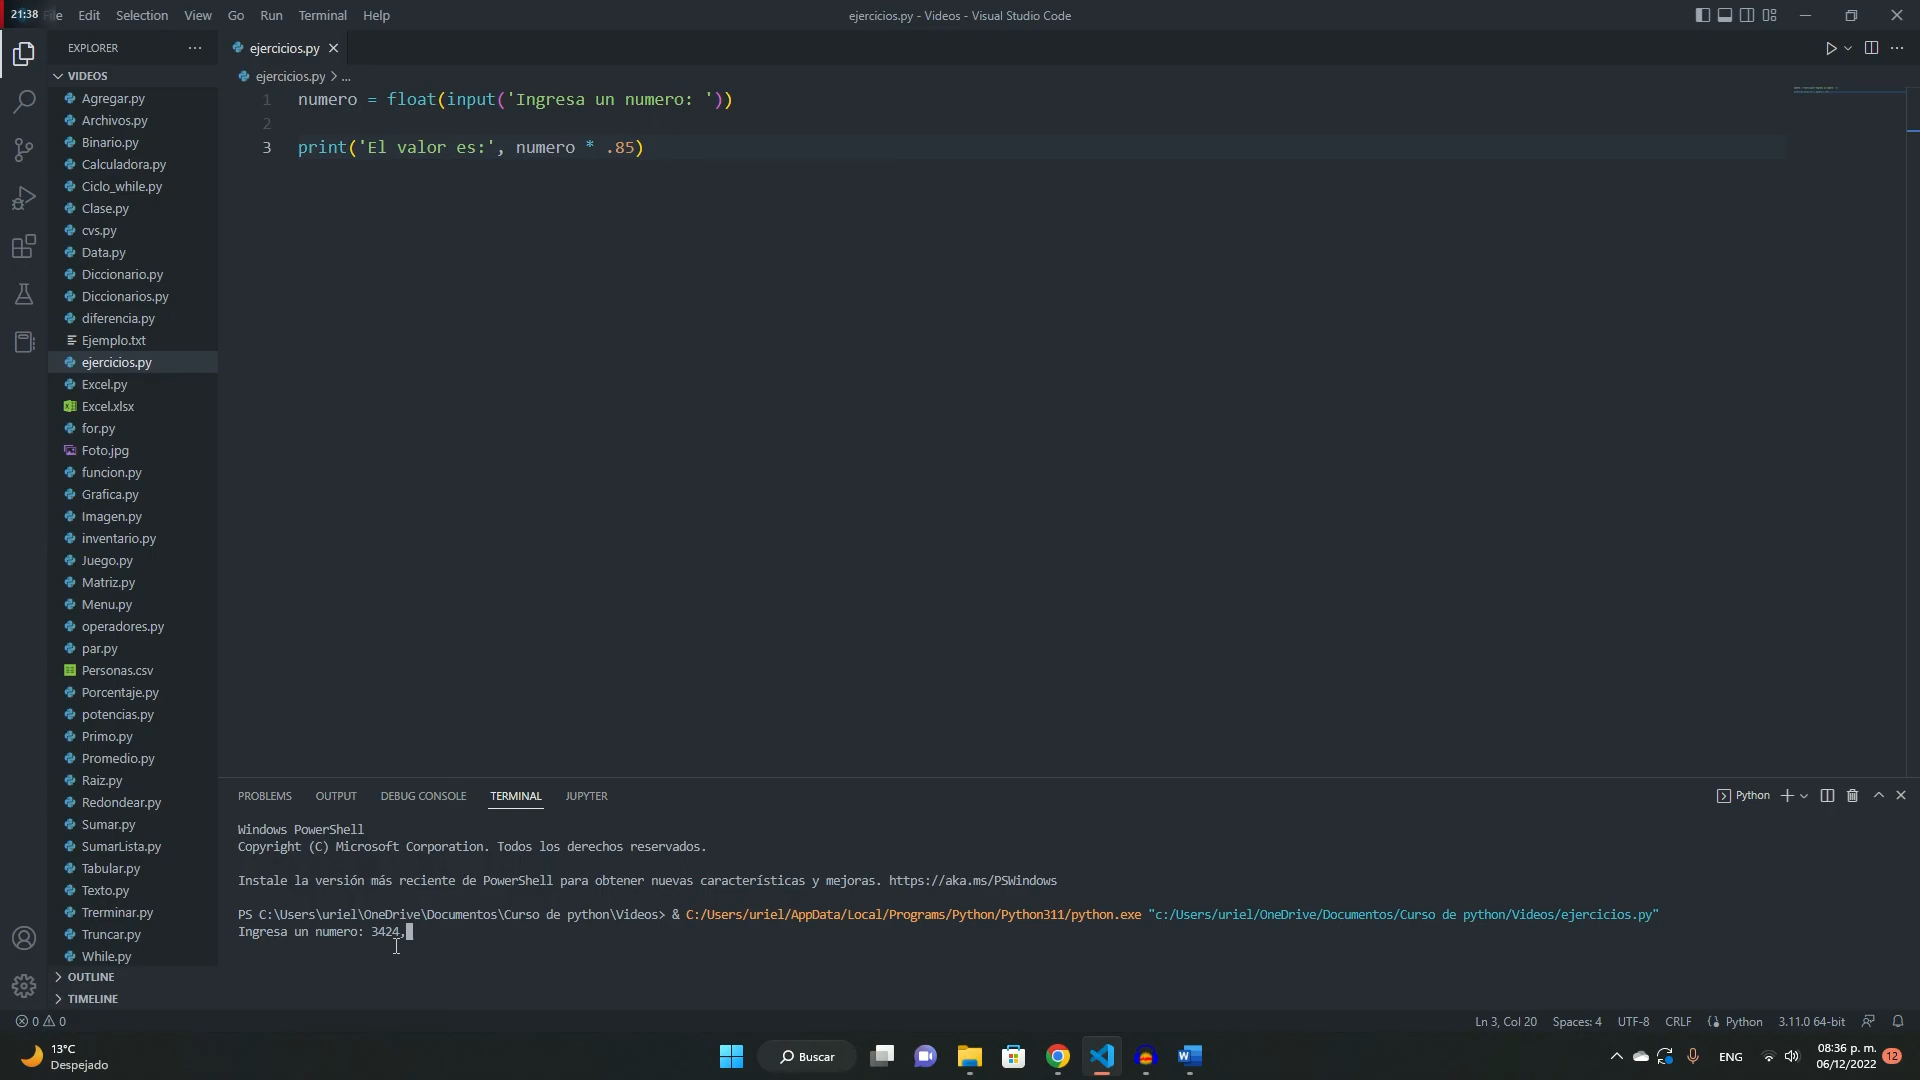 21:38 File Edit Selection View Go Run Terminal Help
ejercicios.py - Videos - Visual Studio Code
EXPLORER
ejercicios.py
VIDEOS
ejercicios.py > ...
Agregar.py
Archivos.py
Binario.py
Calculadora.py
Ciclo_while.py
Clase.py
cvs.py
Data.py
Diccionario.py
Diccionarios.py
diferencia.py
Ejemplo.txt
ejercicios.py
Excel.py
Excel.xlsx
for.py
Foto.jpg
funcion.py
Grafica.py
Imagen.py
inventario.py
Juego.py
Matriz.py
Menu.py
operadores.py
par.py
Personas.csv
Porcentaje.py
potencias.py
Primo.py
Promedio.py
Raiz.py
Redondear.py
Sumar.py
SumarLista.py
Tabular.py
Texto.py
Trerminar.py
Truncar.py
While.py
OUTLINE
TIMELINE
1 numero = float(input('Ingresa un numero: '))
2
3 print('El valor es:', numero * .85)
PROBLEMS OUTPUT DEBUG CONSOLE TERMINAL JUPYTER
Python
Windows PowerShell
Copyright (C) Microsoft Corporation. Todos los derechos reservados.
Instale la versión más reciente de PowerShell para obtener nuevas características y mejoras. https://aka.ms/PSWindows
PS C:\Users\uriel\OneDrive\Documentos\Curso de python\Videos> & C:/Users/uriel/AppData/Local/Programs/Python/Python311/python.exe "c:/Users/uriel/OneDrive/Documentos/Curso de python/Videos/ejercicios.py"
Ingresa un numero: 3424,
0 0
Ln 3, Col 20 Spaces: 4 UTF-8 CRLF Python 3.11.0 64-bit
13°C
Despejado
Buscar
ENG
08:36 p. m.
06/12/2022
12